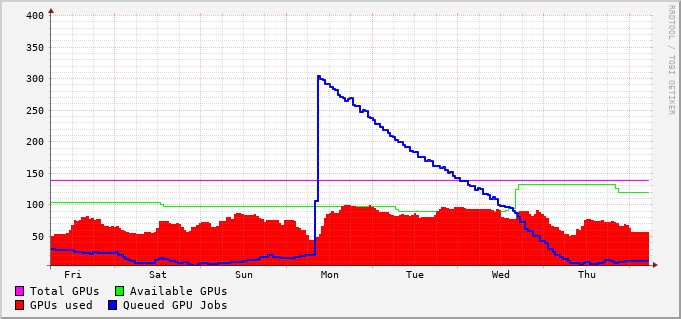 400
350
300
250
200
150
100
50
Fri Sat Sun Mon Tue Wed Thu
Total GPUs Available GPUs
GPUs used Queued GPU Jobs
RRDTOOL / TOBI OETIKER